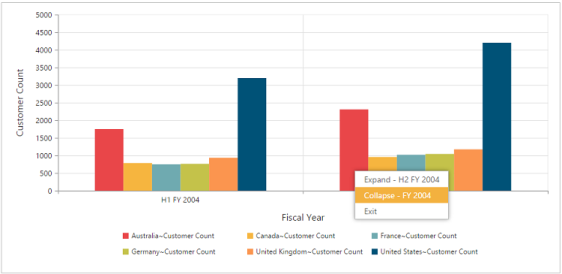 5000
4500
4000
3500
3000
2500
2000
1500
1000
500
0
Customer Count
H1 FY 2004
Expand - H2 FY 2004
Collapse - FY 2004
Exit
Fiscal Year
Australia~Customer Count Canada~Customer Count France~Customer Count
Germany~Customer Count United Kingdom~Customer Count United States~Customer Count